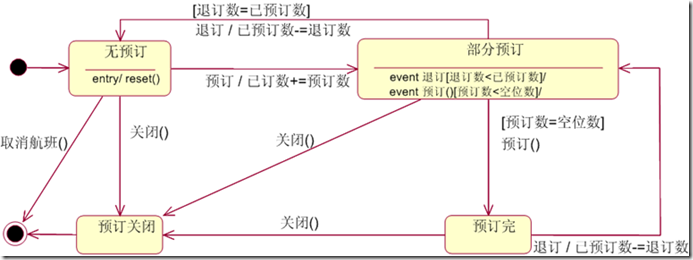 [退订数=已预订数]
退订 / 已预订数-=退订数
无预订
entry/ reset()
预订 / 已订数+=预订数
部分预订
event 退订[退订数<已预订数]/
event 预订()[预订数<空位数]/
取消航班()
关闭()
关闭()
[预订数=空位数]
预订()
预订关闭
关闭()
预订完
退订 / 已预订数-=退订数